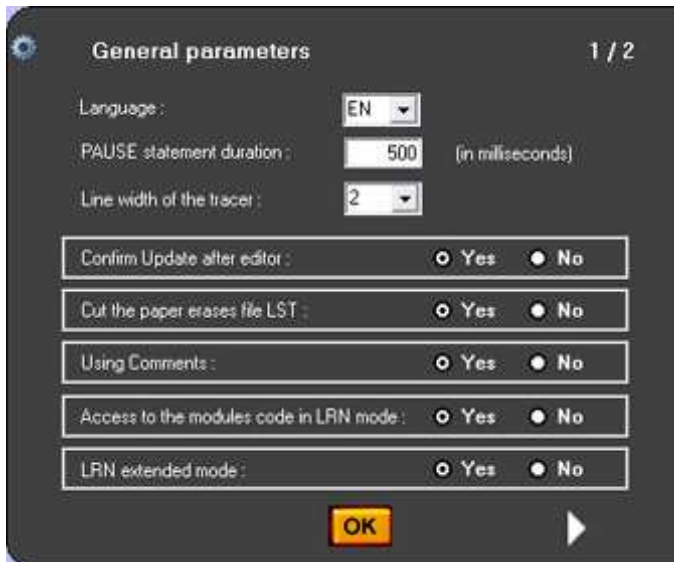 General parameters 1 / 2
Language : EN
PAUSE statement duration : 500 (in milliseconds)
Line width of the tracer : 2
Confirm Update after editor : Yes No
Cut the paper erases file LST : Yes No
Using Comments : Yes No
Access to the modules code in LRN mode : Yes No
LRN extended mode : Yes No
OK